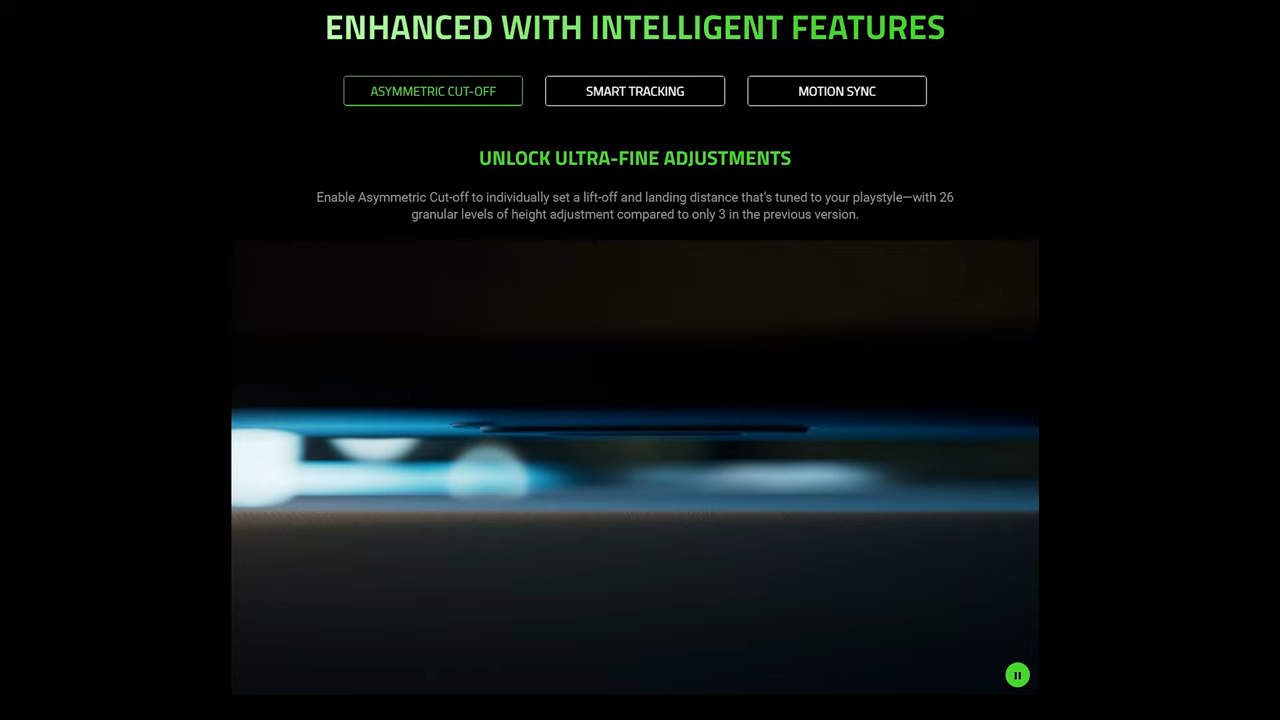 ENHANCED WITH INTELLIGENT FEATURES
ASYMMETRIC CUT-OFF
SMART TRACKING
MOTION SYNC
UNLOCK ULTRA-FINE ADJUSTMENTS
Enable Asymmetric Cut-off to individually set a lift-off and landing distance that's tuned to your playstyle—with 26
granular levels of height adjustment compared to only 3 in the previous version.